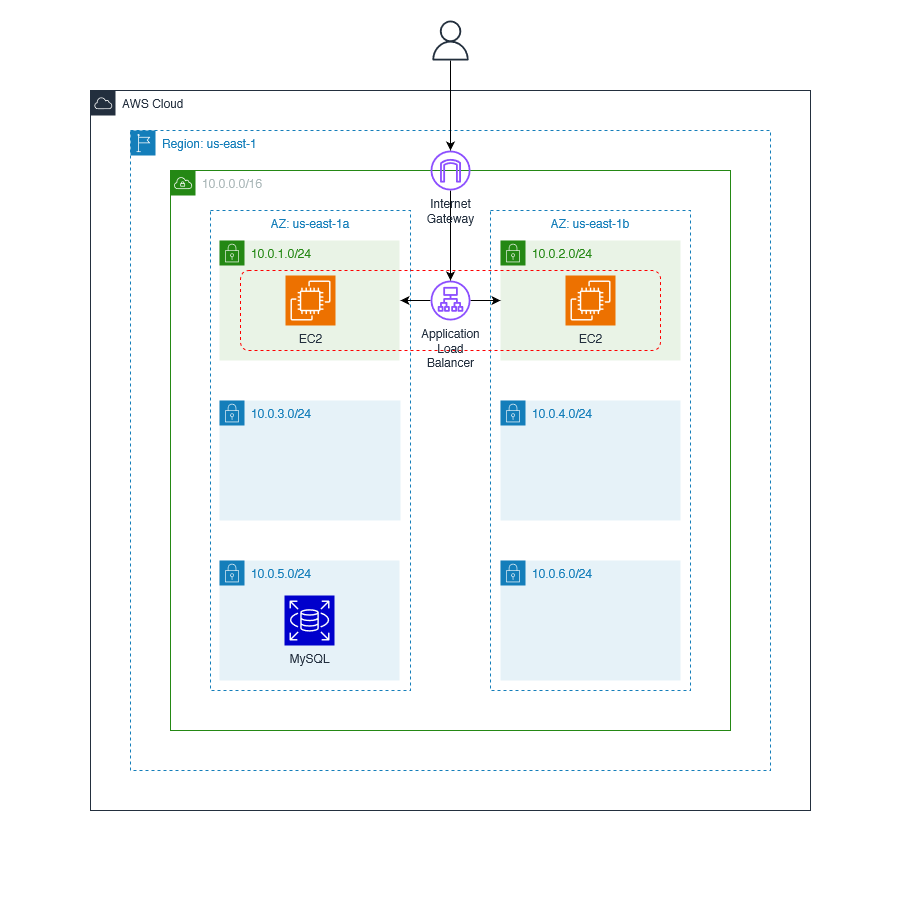 AWS Cloud
Region: us-east-1
10.0.0.0/16
Internet
Gateway
AZ: us-east-1a
AZ: us-east-1b
10.0.1.0/24
10.0.2.0/24
EC2
EC2
Application
Load
Balancer
10.0.3.0/24
10.0.4.0/24
10.0.5.0/24
10.0.6.0/24
MySQL